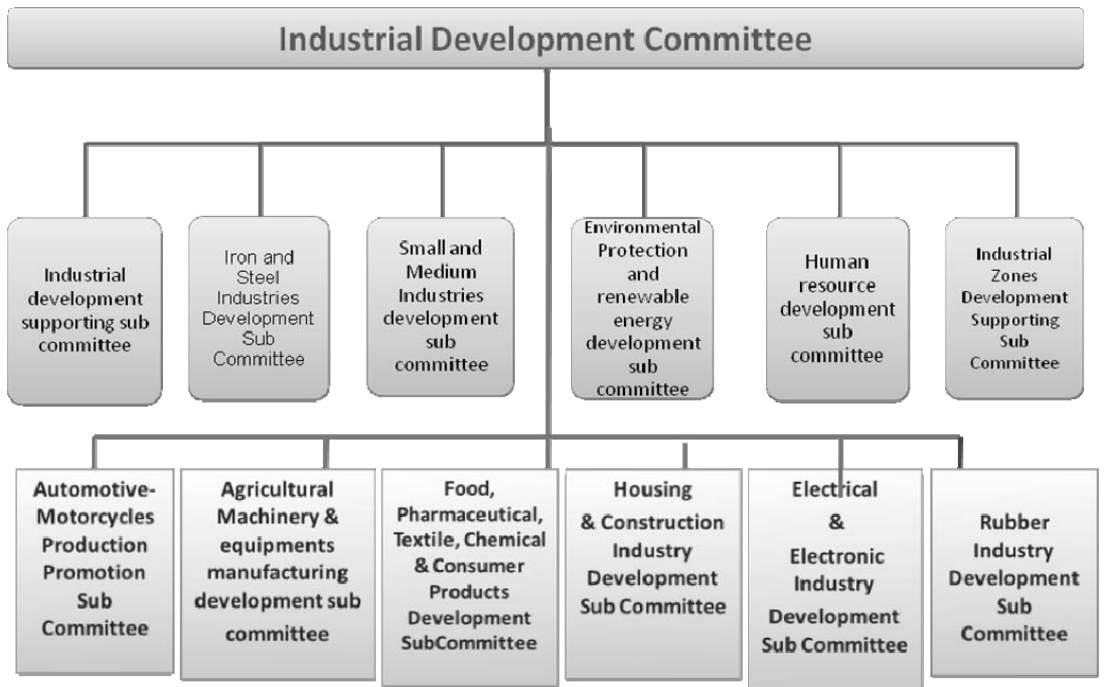 Industrial Development Committee
Industrial
development
supporting sub
committee
Iron and
Steel
Industries
Development
Sub
Committee
Small and
Medium
Industries
development
sub
committee
Environmental
Protection
and
renewable
energy
development
sub
committee
Human
resource
development
sub
committee
Industrial
Zones
Development
Supporting
Sub
Committee
Automotive-
Motorcycles
Production
Promotion
Sub
Committee
Agricultural
Machinery &
equipments
manufacturing
development sub
committee
Food,
Pharmaceutical,
Textile, Chemical
& Consumer
Products
Development
SubCommittee
Housing
& Construction
Industry
Development
Sub Committee
Electrical
&
Electronic
Industry
Development
Sub Committee
Rubber
Industry
Development
Sub
Committee